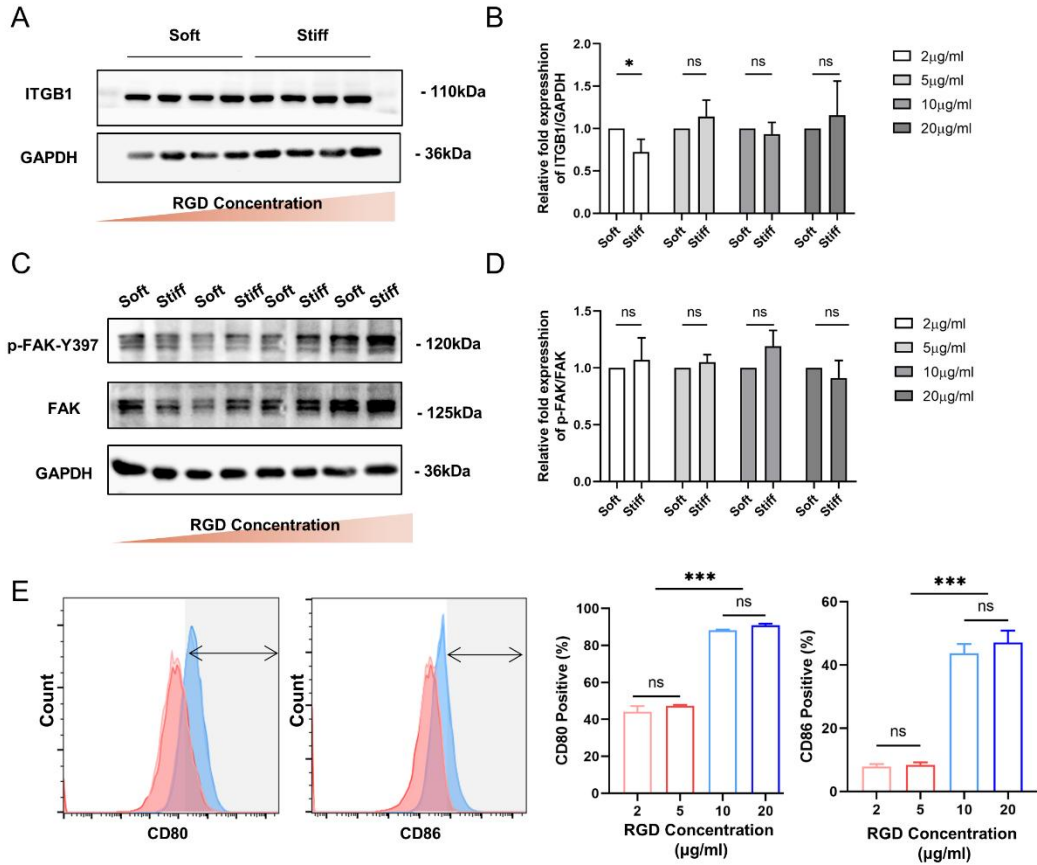 A
Soft Stiff
ITGB1
- 110kDa
GAPDH
- 36kDa
RGD Concentration
B
Relative fold expresshion
of ITGB1/GAPDH
2.0
1.5
1.0
0.5
0.0
* ns ns ns
Soft Stiff Soft Stiff Soft Stiff Soft Stiff
2μg/ml
5μg/ml
10μg/ml
20μg/ml
C
Soft Stiff Soft Stiff Soft Stiff Soft Stiff
p-FAK-Y397
- 120kDa
FAK
- 125kDa
GAPDH
- 36kDa
RGD Concentration
D
Relative fold expresshion
of p-FAK/FAK
1.5
1.0
0.5
0.0
ns ns ns ns
Soft Stiff Soft Stiff Soft Stiff Soft Stiff
2μg/ml
5μg/ml
10μg/ml
20μg/ml
E
Count
CD80
Count
CD86
CD80 Positive (%)
100
80
60
40
20
0
***
ns
ns
2 5 10 20
RGD Concentration
(μg/ml)
CD86 Positive (%)
60
40
20
0
***
ns
ns
2 5 10 20
RGD Concentration
(μg/ml)